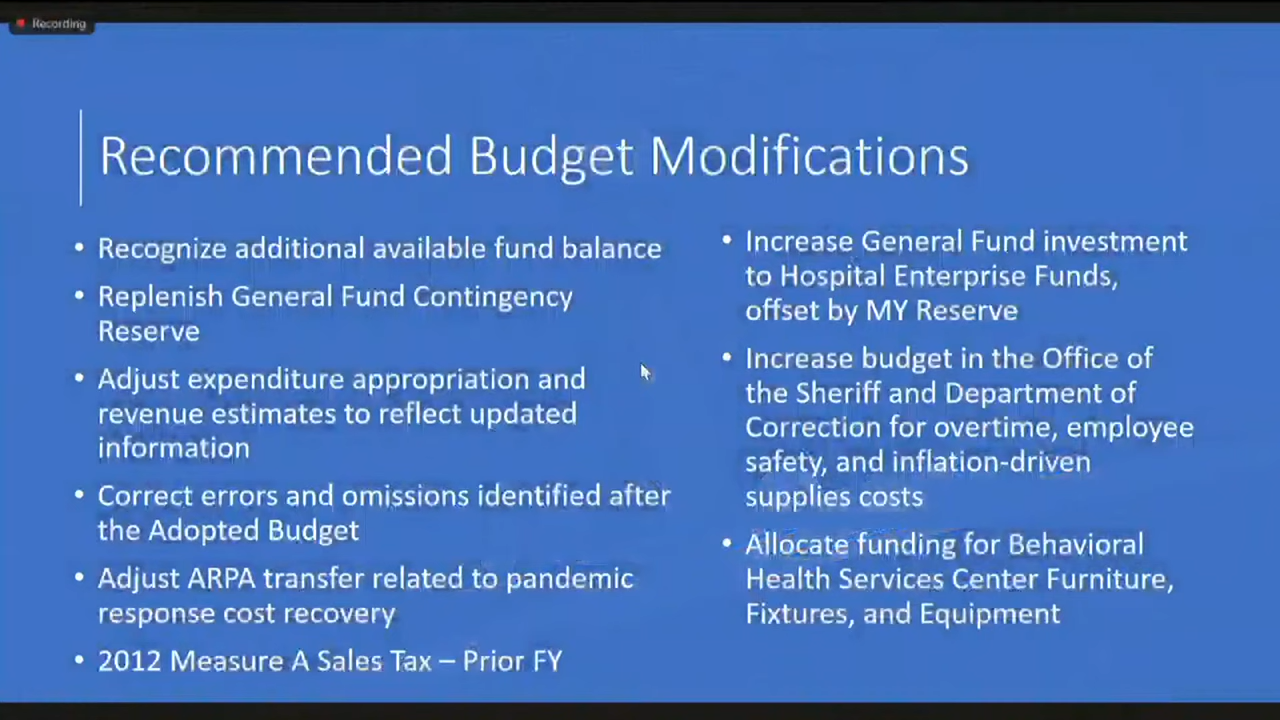 Recording
Recommended Budget Modifications
• Recognize additional available fund balance
• Replenish General Fund Contingency
Reserve
• Adjust expenditure appropriation and
revenue estimates to reflect updated
information
• Correct errors and omissions identified after
the Adopted Budget
• Adjust ARPA transfer related to pandemic
response cost recovery
• 2012 Measure A Sales Tax – Prior FY
• Increase General Fund investment
to Hospital Enterprise Funds,
offset by MY Reserve
• Increase budget in the Office of
the Sheriff and Department of
Correction for overtime, employee
safety, and inflation-driven
supplies costs
• Allocate funding for Behavioral
Health Services Center Furniture,
Fixtures, and Equipment